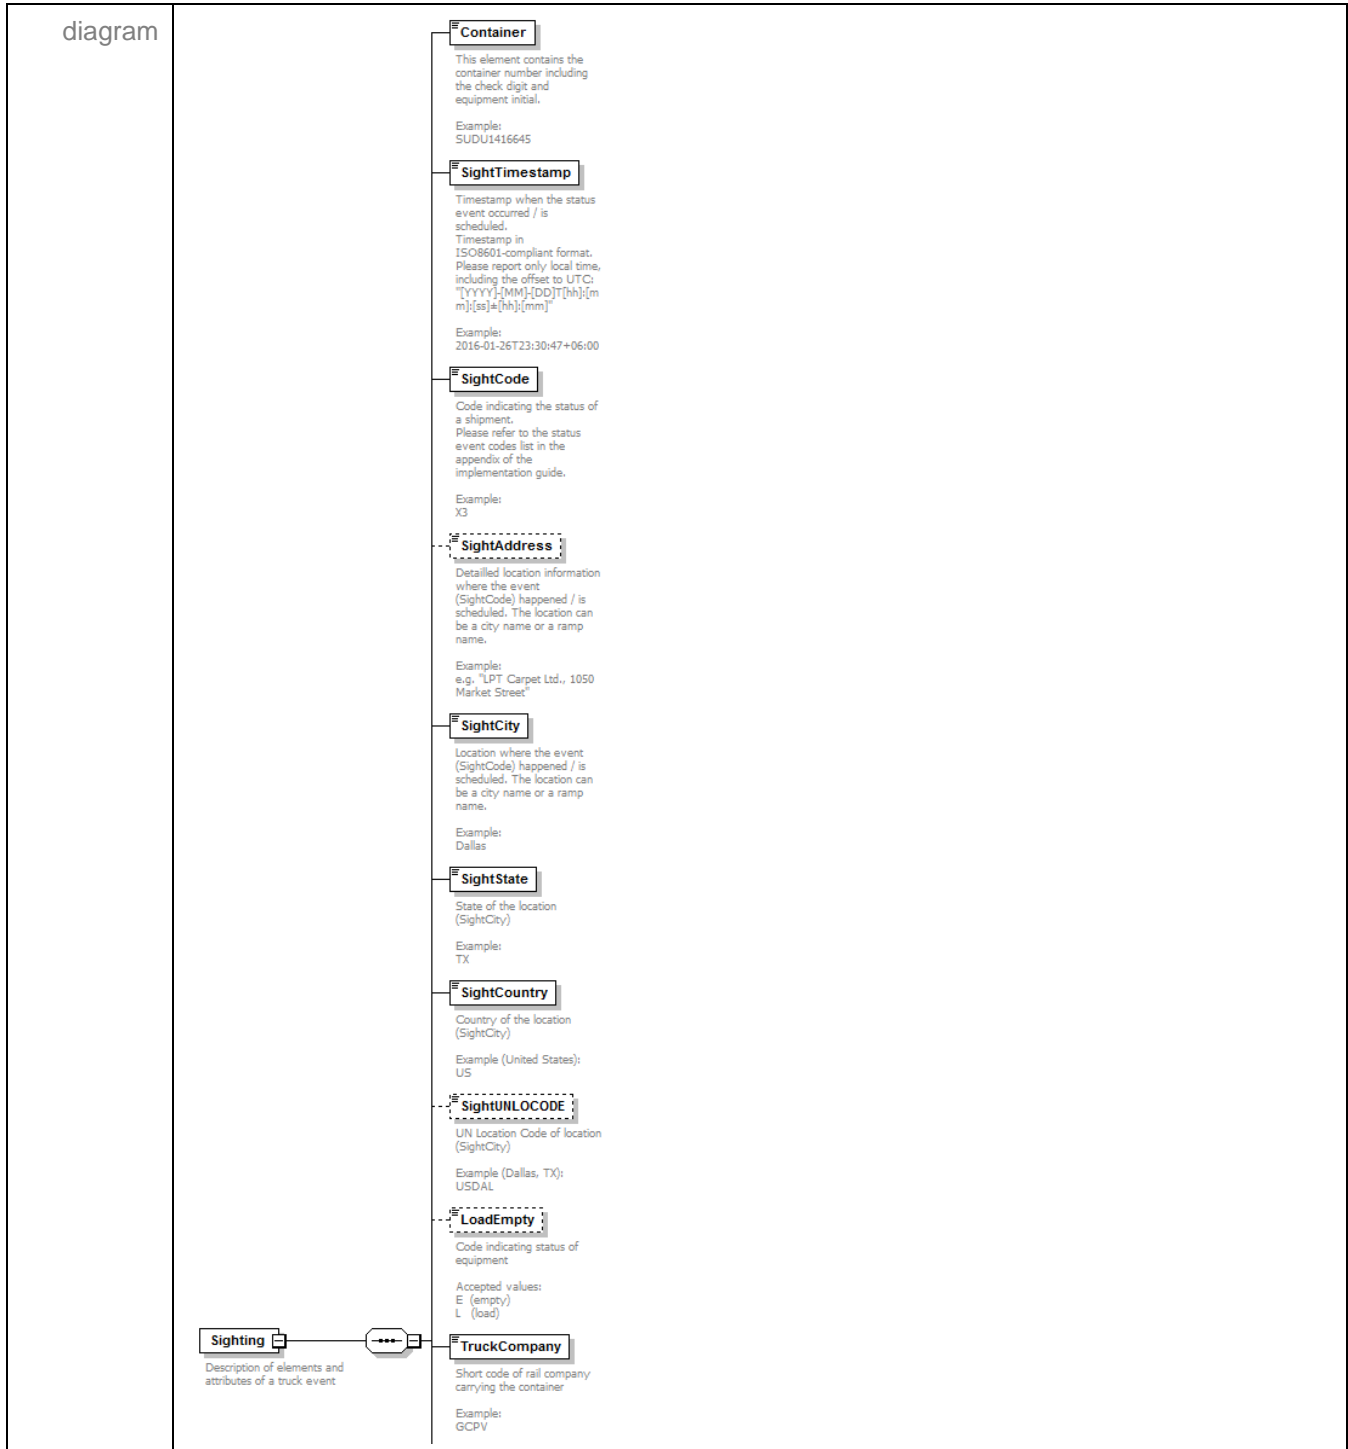 diagram
Container
This element contains the
container number including
the check digit and
equipment initial.
Example:
SUDU1416645
SightTimestamp
Timestamp when the status
event occurred / is
scheduled.
Timestamp in
ISO8601-compliant format.
Please report only local time,
including the offset to UTC:
"[YYYY]-[MM]-[DD]T[hh]:[m
m]:[ss]±[hh]:[mm]"
Example:
2016-01-26T23:30:47+06:00
SightCode
Code indicating the status of
a shipment.
Please refer to the status
event codes list in the
appendix of the
implementation guide.
Example:
X3
SightAddress
Detailled location information
where the event
(SightCode) happened / is
scheduled. The location can
be a city name or a ramp
name.
Example:
e.g. "LPT Carpet Ltd., 1050
Market Street"
SightCity
Location where the event
(SightCode) happened / is
scheduled. The location can
be a city name or a ramp
name.
Example:
Dallas
SightState
State of the location
(SightCity)
Example:
TX
SightCountry
Country of the location
(SightCity)
Example (United States):
US
SightUNLOCODE
UN Location Code of location
(SightCity)
Example (Dallas, TX):
USDAL
LoadEmpty
Code indicating status of
equipment
Accepted values:
E (empty)
L (load)
Sighting
Description of elements and
attributes of a truck event
TruckCompany
Short code of rail company
carrying the container
Example:
GCPV